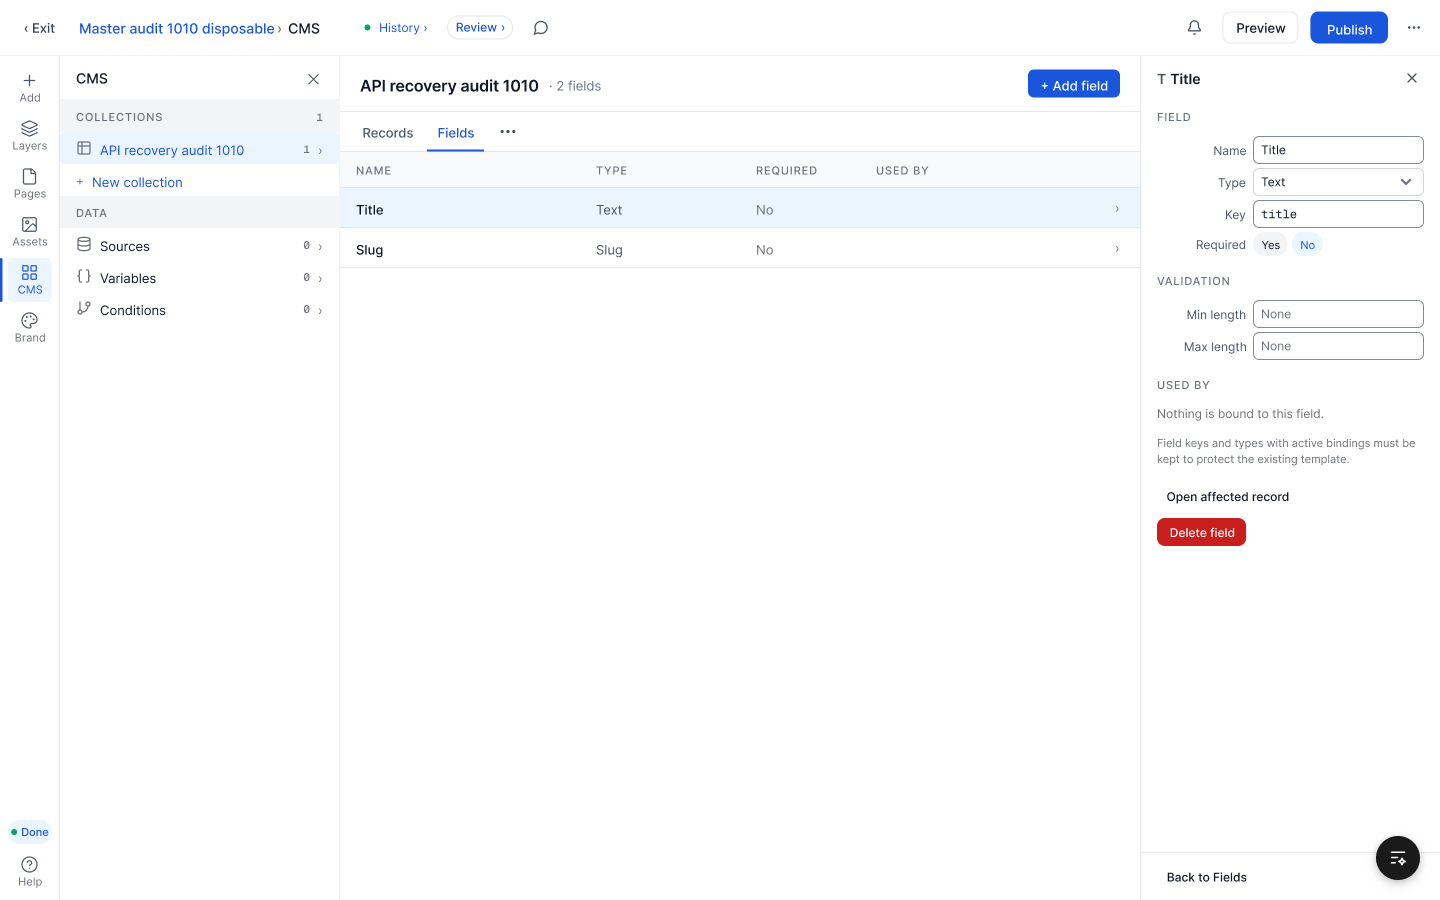 ‹ Exit
Master audit 1010 disposable › CMS
History ›
Review ›
Preview
Publish
Add
Layers
Pages
Assets
CMS
Brand
Done
Help
CMS
COLLECTIONS 1
API recovery audit 1010 1 ›
+ New collection
DATA
Sources 0 ›
Variables 0 ›
Conditions 0 ›
API recovery audit 1010 · 2 fields
+ Add field
Records Fields
NAME TYPE REQUIRED USED BY
Title Text No ›
Slug Slug No ›
T Title
FIELD
Name Title
Type Text
Key title
Required Yes No
VALIDATION
Min length None
Max length None
USED BY
Nothing is bound to this field.
Field keys and types with active bindings must be
kept to protect the existing template.
Open affected record
Delete field
Back to Fields